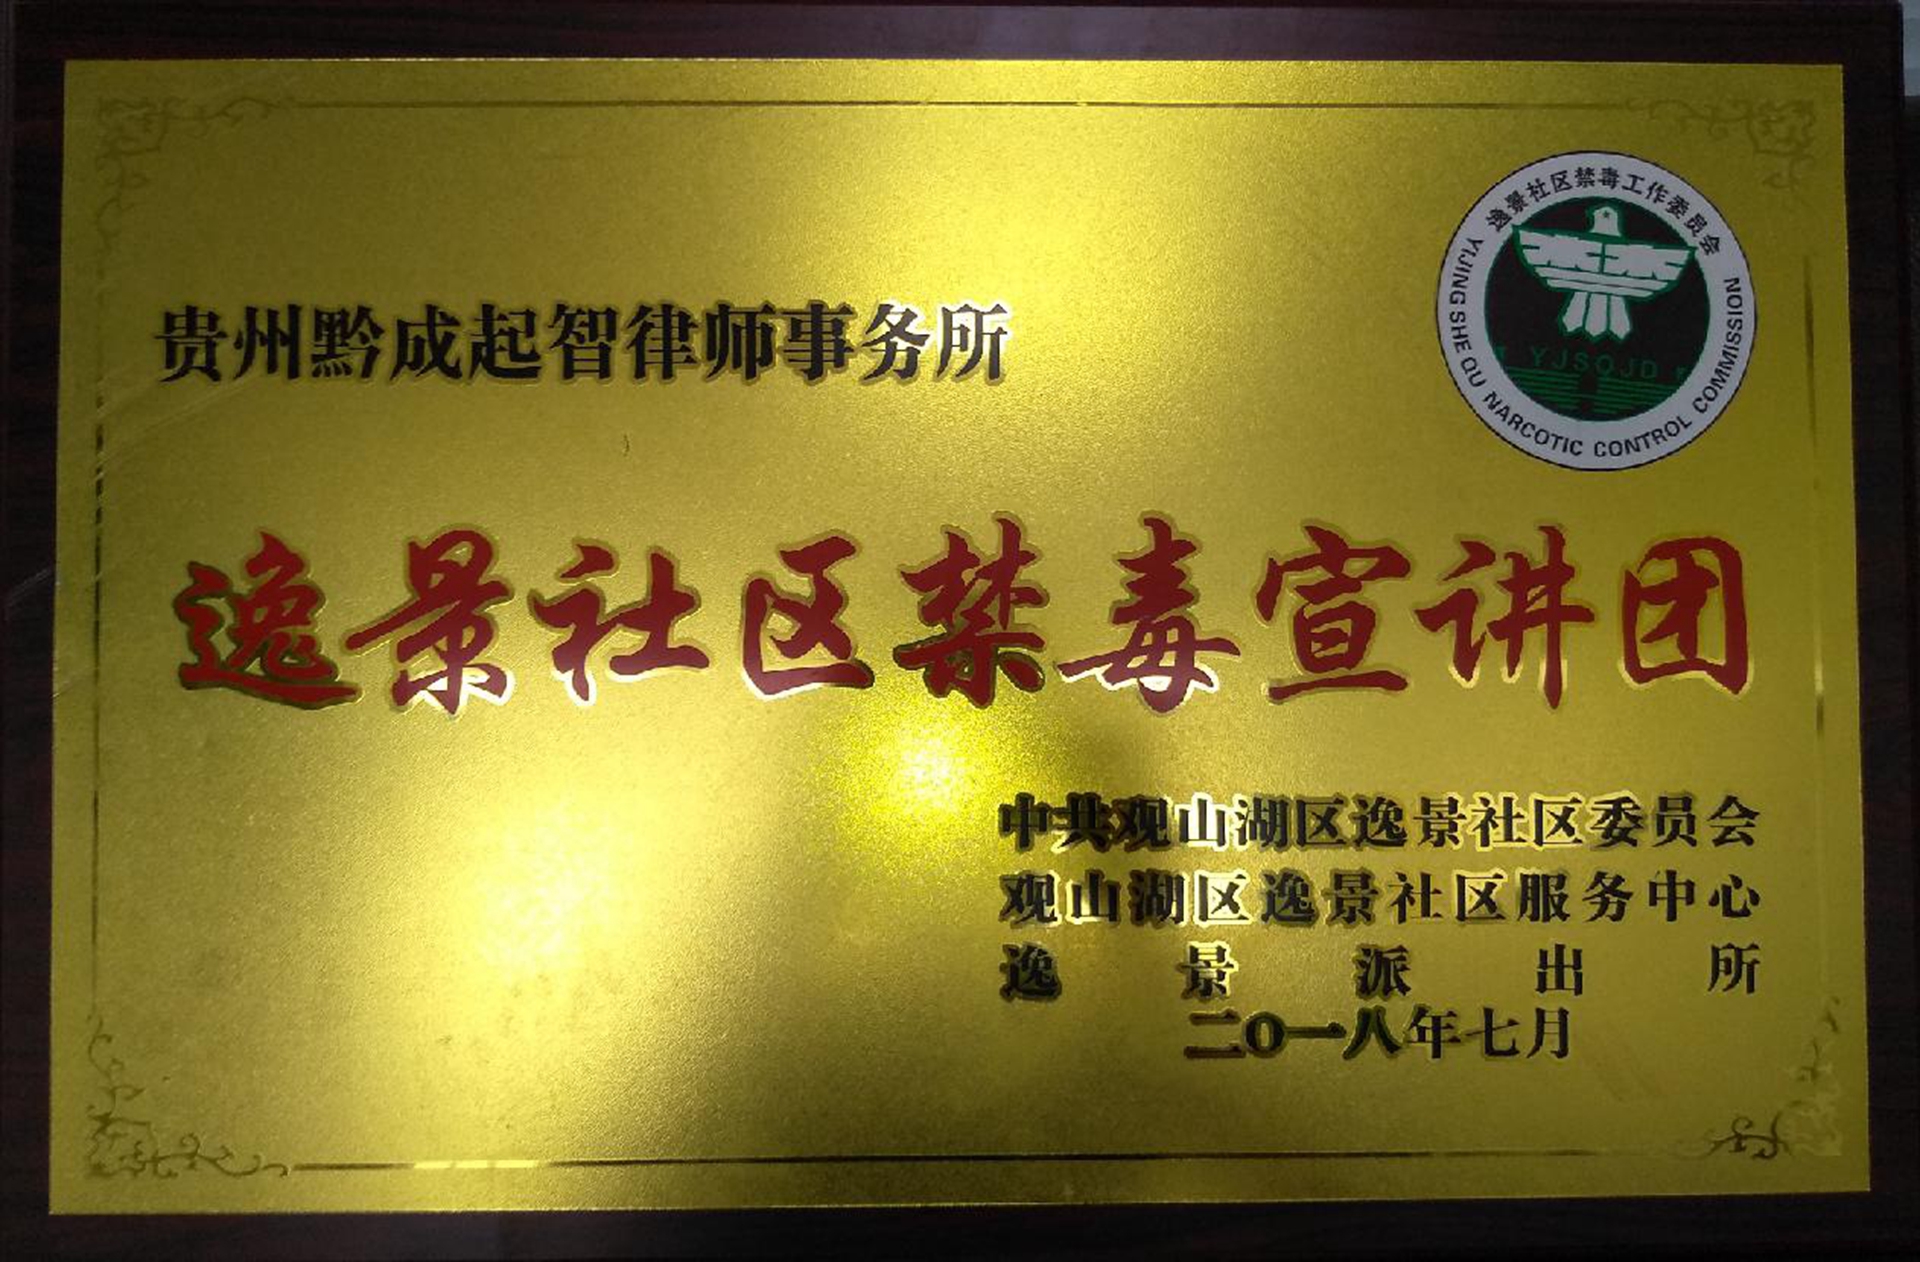 逸景社区禁毒工作委员会
YIJING SHE QU NARCOTIC CONTROL COMMISSION
YJSQJD
贵州黔成起智律师事务所
逸景社区禁毒宣讲团
中共观山湖区逸景社区委员会
观山湖区逸景社区服务中心
逸景派出所
二0一八年七月